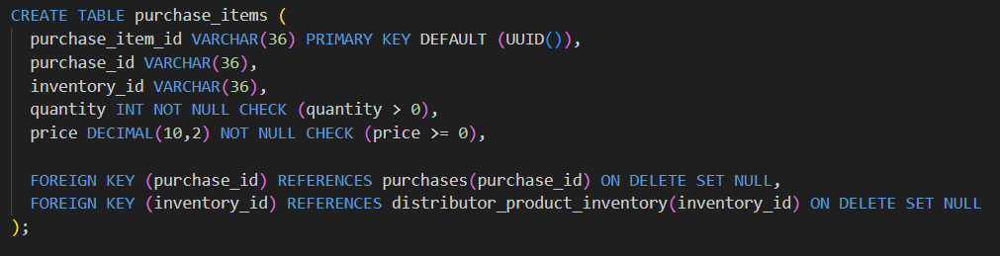 CREATE TABLE purchase_items (
purchase_item_id VARCHAR(36) PRIMARY KEY DEFAULT (UUID()),
purchase_id VARCHAR(36),
inventory_id VARCHAR(36),
quantity INT NOT NULL CHECK (quantity > 0),
price DECIMAL(10,2) NOT NULL CHECK (price >= 0),
FOREIGN KEY (purchase_id) REFERENCES purchases(purchase_id) ON DELETE SET NULL,
FOREIGN KEY (inventory_id) REFERENCES distributor_product_inventory(inventory_id) ON DELETE SET NULL
);